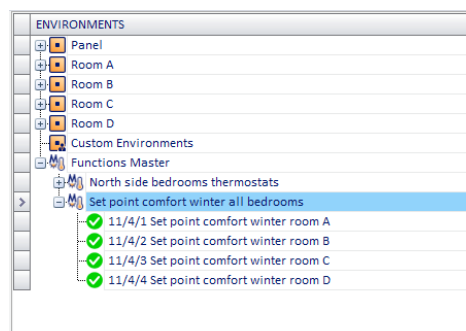 ENVIRONMENTS
Panel
Room A
Room B
Room C
Room D
Custom Environments
Functions Master
North side bedrooms thermostats
Set point comfort winter all bedrooms
11/4/1 Set point comfort winter room A
11/4/2 Set point comfort winter room B
11/4/3 Set point comfort winter room C
11/4/4 Set point comfort winter room D